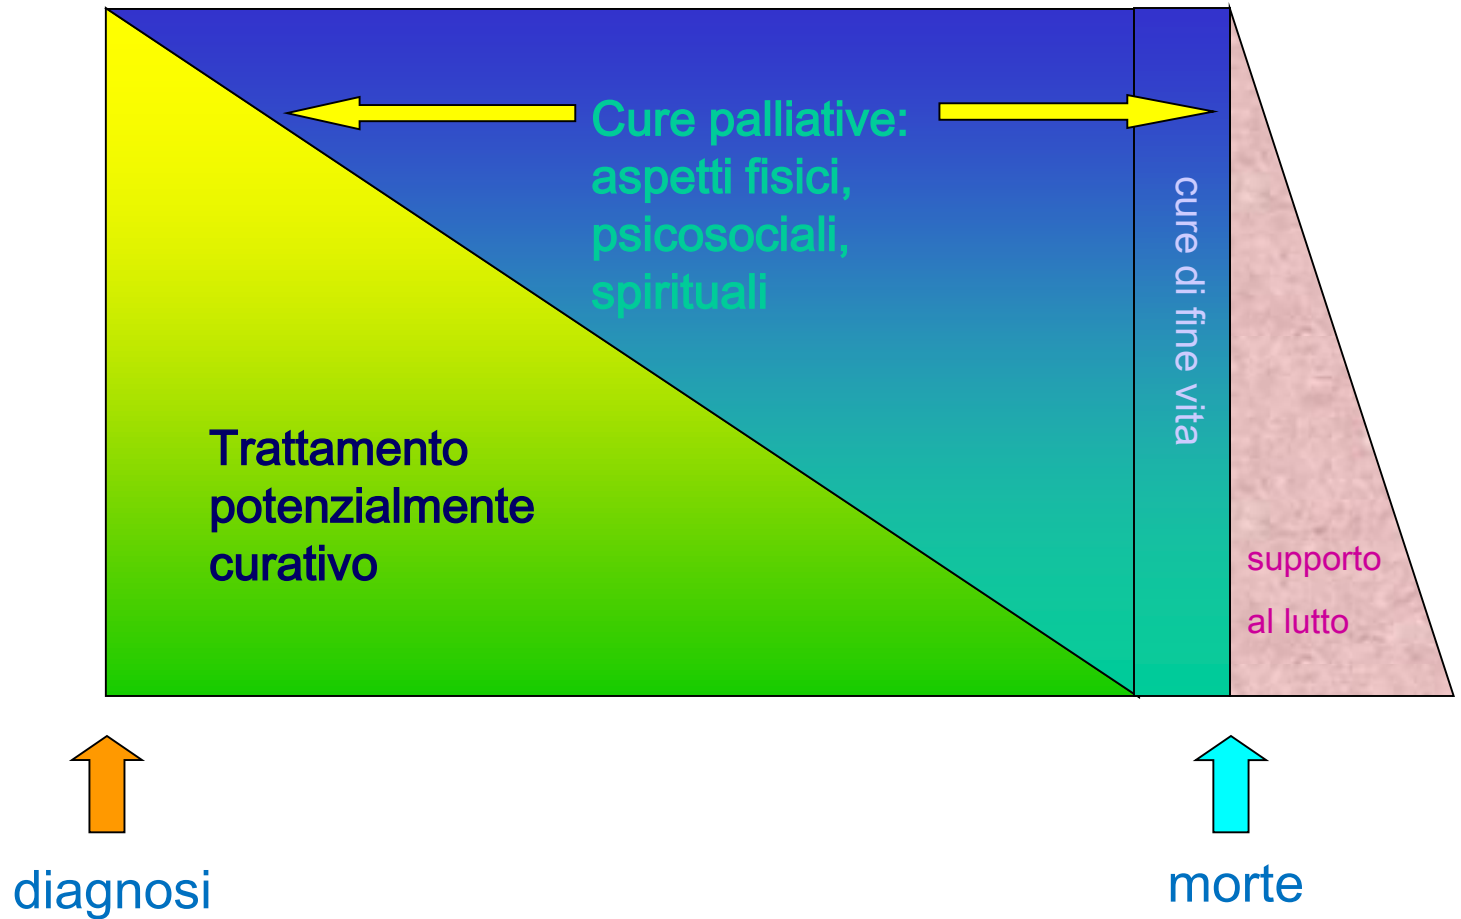 Cure palliative:
aspetti fisici,
psicosociali,
spirituali
cure di fine vita
Trattamento
potenzialmente
curativo
supporto
al lutto
diagnosi
morte